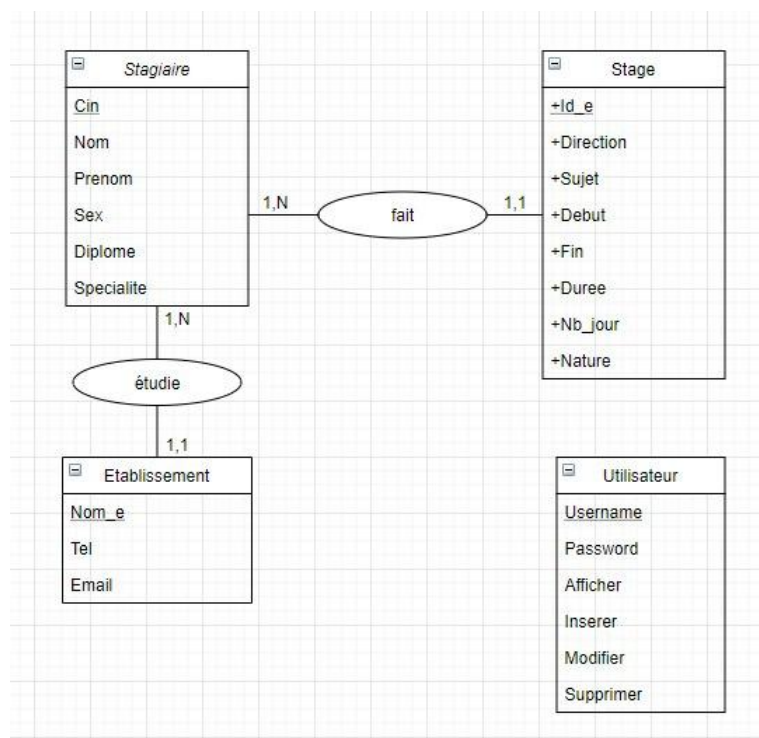 Stagiaire
Cin
Nom
Prenom
Sex
Diplome
Specialite
1,N
fait
1,1
Stage
+Id_e
+Direction
+Sujet
+Debut
+Fin
+Duree
+Nb_jour
+Nature
1,N
étudie
1,1
Etablissement
Nom_e
Tel
Email
Utilisateur
Username
Password
Afficher
Inserer
Modifier
Supprimer